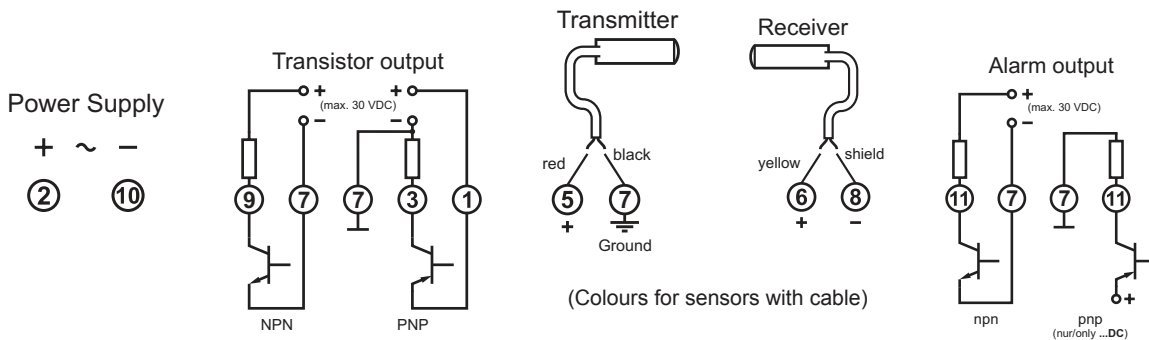 Power Supply
+ ~ −
2 10
Transistor output
+ +
(max. 30 VDC)
− −
9 7 7 3 1
NPN PNP
Transmitter
red black
5 7
+
Ground
Receiver
yellow shield
6 8
+ −
(Colours for sensors with cable)
Alarm output
+
(max. 30 VDC)
−
11 7 7 11
+
npn pnp
(nur/only ...DC)